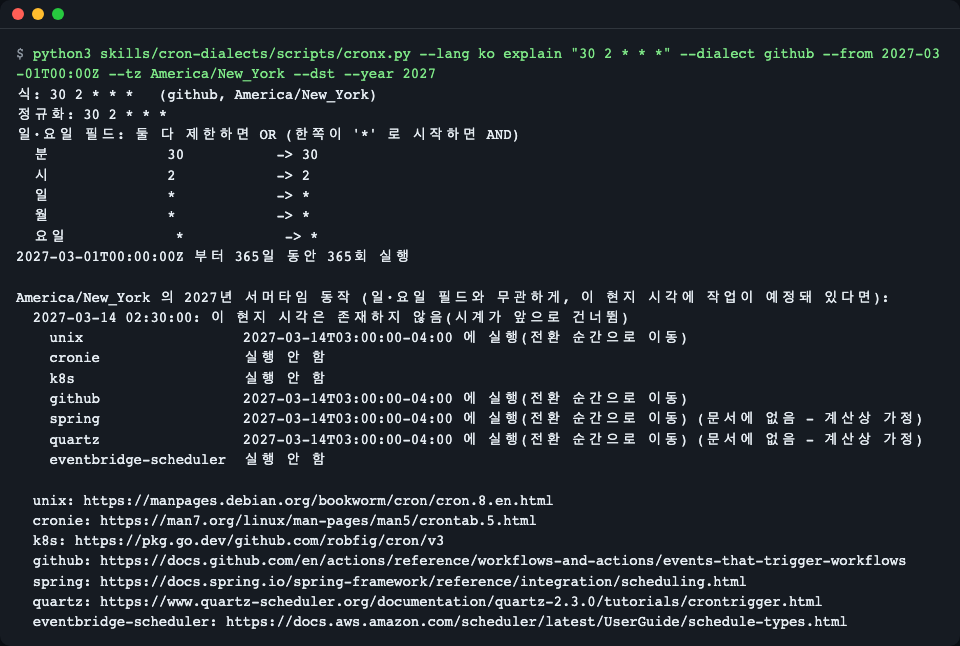 $ python3 skills/cron-dialects/scripts/cronx.py --lang ko explain "30 2 * * *" --dialect github --from 2027-03
-01T00:00Z --tz America/New_York --dst --year 2027
식: 30 2 * * *   (github, America/New_York)
정규화: 30 2 * * *
일·요일 필드: 둘 다 제한하면 OR (한쪽이 '*' 로 시작하면 AND)
  분              30           -> 30
  시              2            -> 2
  일              *            -> *
  월              *            -> *
  요일             *            -> *
2027-03-01T00:00:00Z 부터 365일 동안 365회 실행

America/New_York 의 2027년 서머타임 동작 (일·요일 필드와 무관하게, 이 현지 시각에 작업이 예정돼 있다면):
  2027-03-14 02:30:00: 이 현지 시각은 존재하지 않음(시계가 앞으로 건너뜀)
    unix                   2027-03-14T03:00:00-04:00 에 실행(전환 순간으로 이동)
    cronie                 실행 안 함
    k8s                    실행 안 함
    github                 2027-03-14T03:00:00-04:00 에 실행(전환 순간으로 이동)
    spring                 2027-03-14T03:00:00-04:00 에 실행(전환 순간으로 이동) (문서에 없음 - 계산상 가정)
    quartz                 2027-03-14T03:00:00-04:00 에 실행(전환 순간으로 이동) (문서에 없음 - 계산상 가정)
    eventbridge-scheduler  실행 안 함

  unix: https://manpages.debian.org/bookworm/cron/cron.8.en.html
  cronie: https://man7.org/linux/man-pages/man5/crontab.5.html
  k8s: https://pkg.go.dev/github.com/robfig/cron/v3
  github: https://docs.github.com/en/actions/reference/workflows-and-actions/events-that-trigger-workflows
  spring: https://docs.spring.io/spring-framework/reference/integration/scheduling.html
  quartz: https://www.quartz-scheduler.org/documentation/quartz-2.3.0/tutorials/crontrigger.html
  eventbridge-scheduler: https://docs.aws.amazon.com/scheduler/latest/UserGuide/schedule-types.html